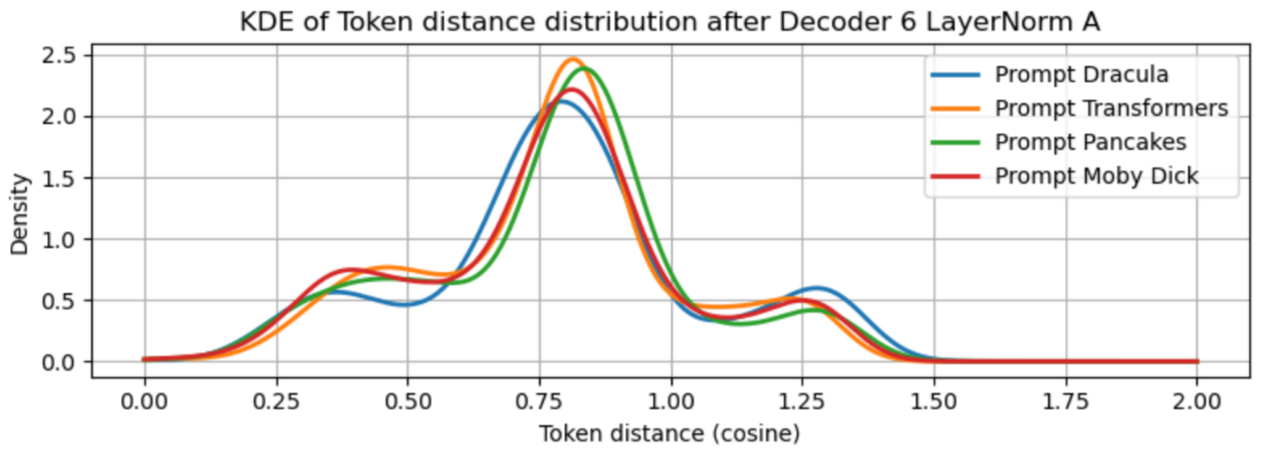 KDE of Token distance distribution after Decoder 6 LayerNorm A
2.5
2.0
1.5
1.0
0.5
0.0
Density
Prompt Dracula
Prompt Transformers
Prompt Pancakes
Prompt Moby Dick
0.00 0.25 0.50 0.75 1.00 1.25 1.50 1.75 2.00
Token distance (cosine)